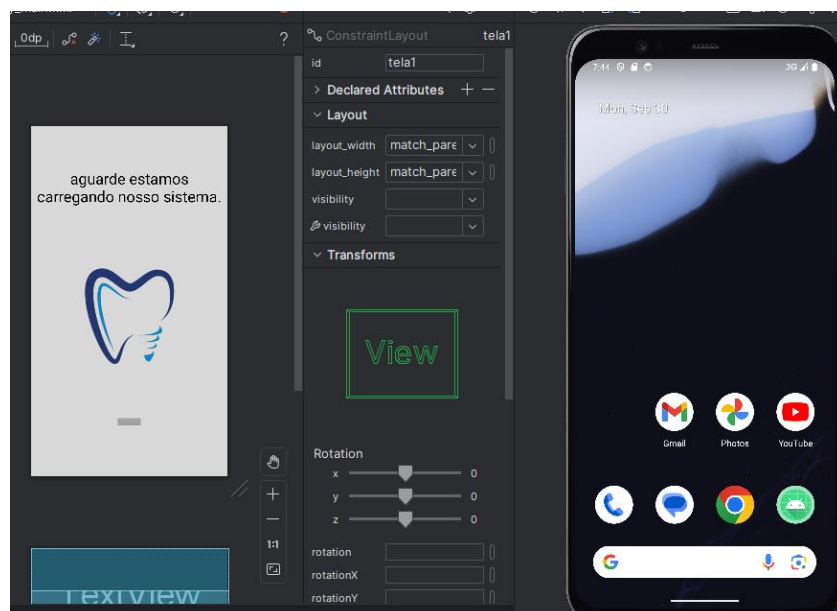 0dp
?
aguarde estamos
carregando nosso sistema.
1:1
TextView
ConstraintLayout
tela1
id
tela1
Declared Attributes
Layout
layout_width
match_pare
layout_height
match_pare
visibility
visibility
Transforms
View
Rotation
x
0
y
0
z
0
rotation
rotationX
rotationY
7:44
3G
Mon, Sep 30
Gmail
Photos
YouTube